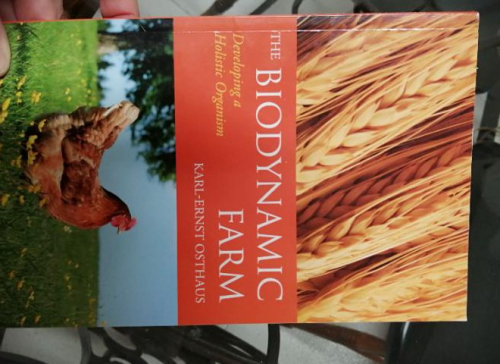 THE
BIODYNAMIC
FARM
Developing a
Holistic Organism
KARL-ERNST OSTHAUS